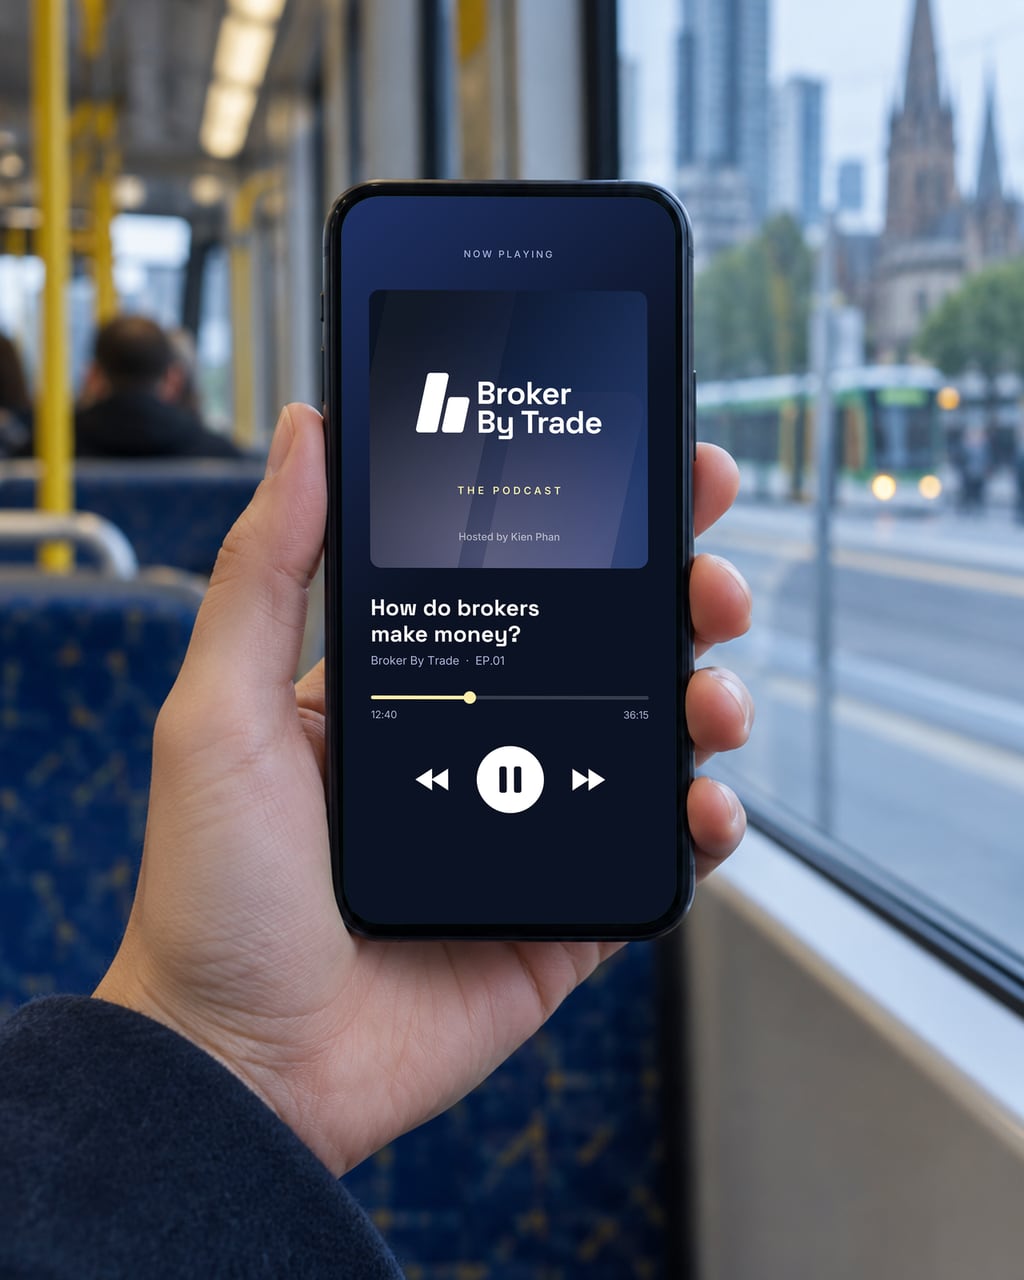 NOW PLAYING
Broker
By Trade
THE PODCAST
Hosted by Kien Phan
How do brokers
make money?
Broker By Trade · EP.01
12:40
36:15